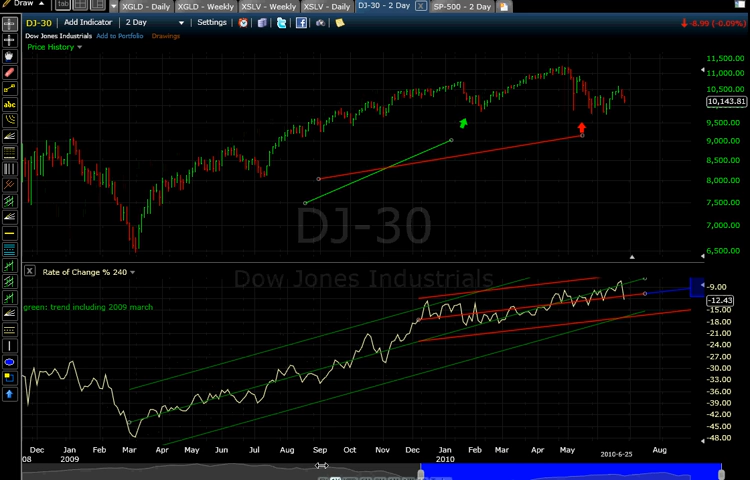 Draw tab XGLD - Daily XGLD - Weekly XSLV - Weekly XSLV - Daily DJ-30 - 2 Day SP-500 - 2 Day
DJ-30 Add Indicator 2 Day Settings -8.99 (-0.09%)
Dow Jones Industrials Add to Portfolio Drawings
Price History
11,500.00
11,000.00
10,500.00
10,143.81
9,500.00
9,000.00
8,500.00
8,000.00
7,500.00
7,000.00
6,500.00
abc
DJ-30
Dow Jones Industrials
Rate of Change % 240
green: trend including 2009 march
-9.00
-12.43
-15.00
-18.00
-21.00
-24.00
-27.00
-30.00
-33.00
-36.00
-39.00
-42.00
-45.00
-48.00
Dec Jan Feb Mar Apr May Jun Jul Aug Sep Oct Nov Dec Jan Feb Mar Apr May 2010-6-25 Aug
08 2009 2010